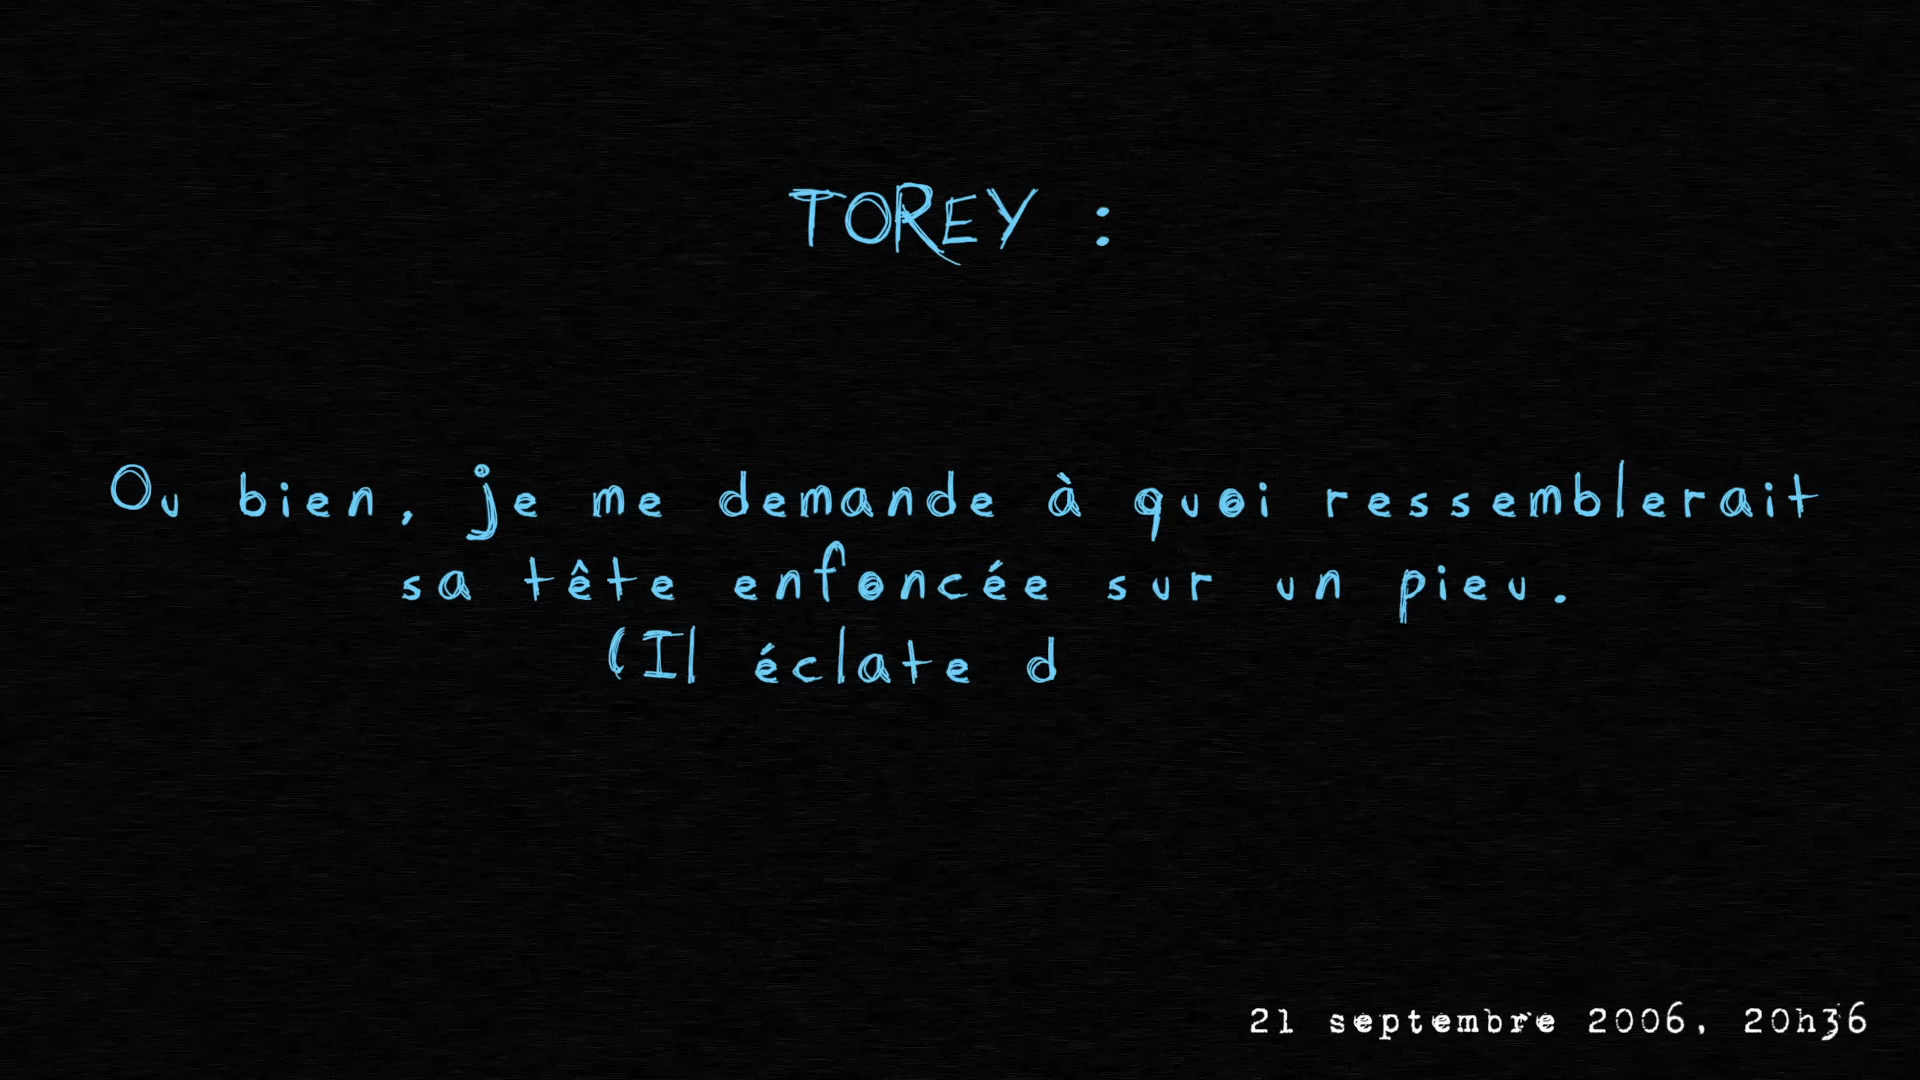 TOREY :
Ou bien, je me demande à quoi ressemblerait
sa tête enfoncée sur un pieu.
(Il éclate d
21 septembre 2006, 20h36